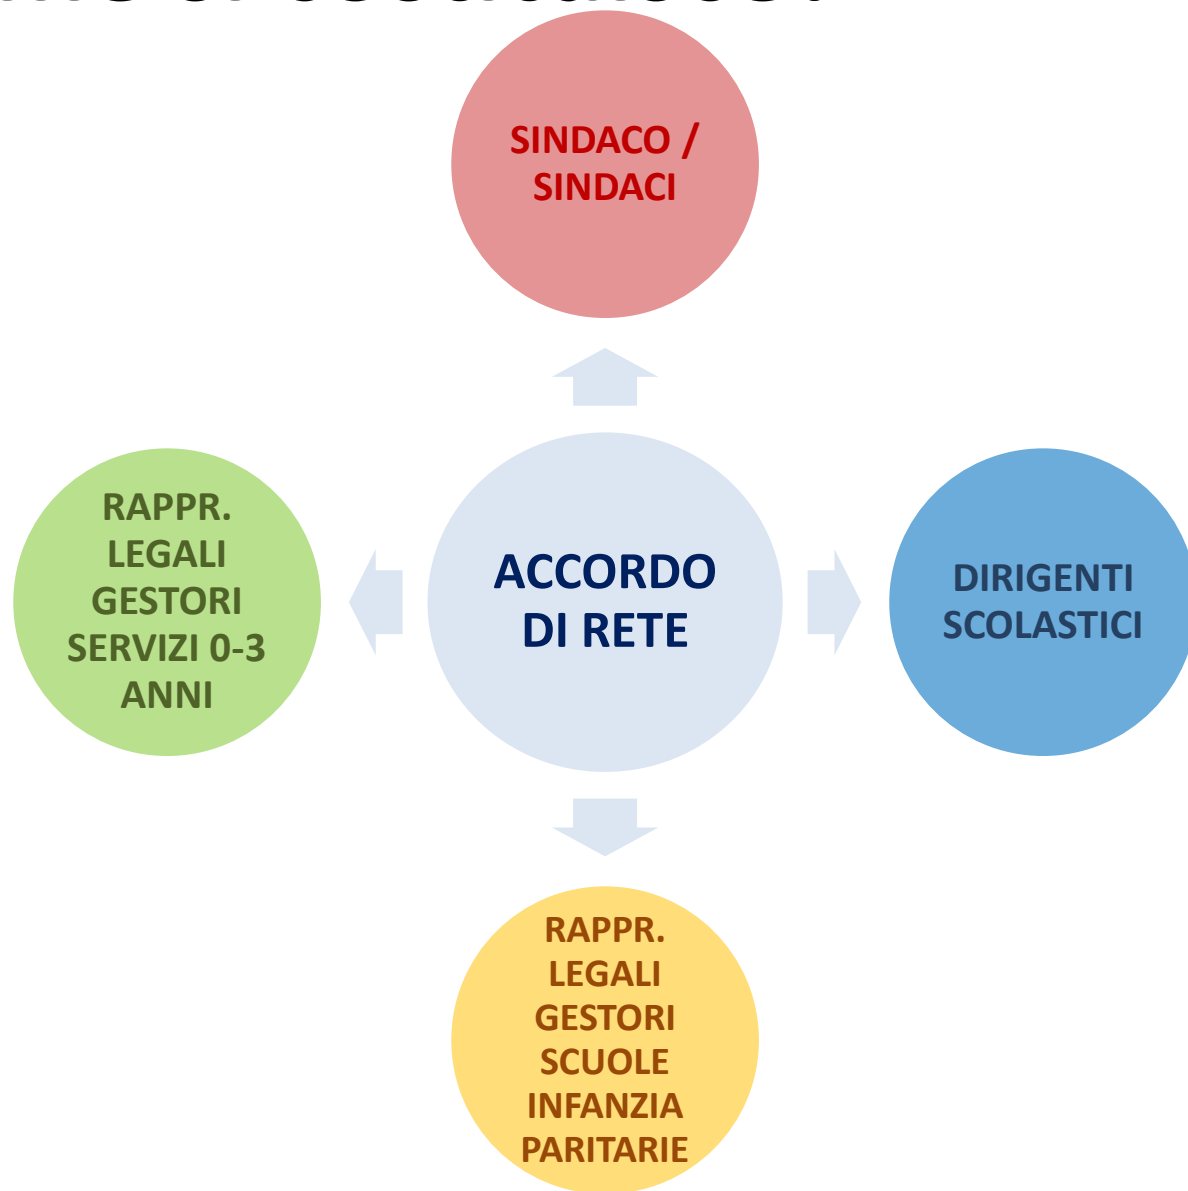 SINDACO /
SINDACI
RAPPR.
LEGALI
GESTORI
SERVIZI 0-3
ANNI
ACCORDO
DI RETE
DIRIGENTI
SCOLASTICI
RAPPR.
LEGALI
GESTORI
SCUOLE
INFANZIA
PARITARIE